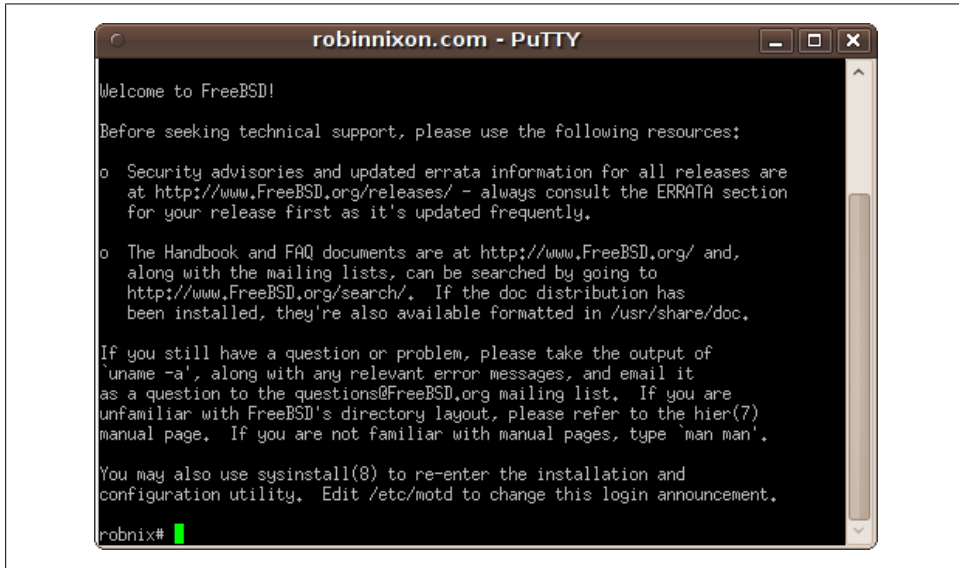 robinnixon.com - PuTTY
Welcome to FreeBSD!
Before seeking technical support, please use the following resources:
o  Security advisories and updated errata information for all releases are
   at http://www.FreeBSD.org/releases/ - always consult the ERRATA section
   for your release first as it's updated frequently.
o  The Handbook and FAQ documents are at http://www.FreeBSD.org/ and,
   along with the mailing lists, can be searched by going to
   http://www.FreeBSD.org/search/.  If the doc distribution has
   been installed, they're also available formatted in /usr/share/doc.
If you still have a question or problem, please take the output of
`uname -a', along with any relevant error messages, and email it
as a question to the questions@FreeBSD.org mailing list.  If you are
unfamiliar with FreeBSD's directory layout, please refer to the hier(7)
manual page.  If you are not familiar with manual pages, type `man man'.
You may also use sysinstall(8) to re-enter the installation and
configuration utility.  Edit /etc/motd to change this login announcement.
robnix#